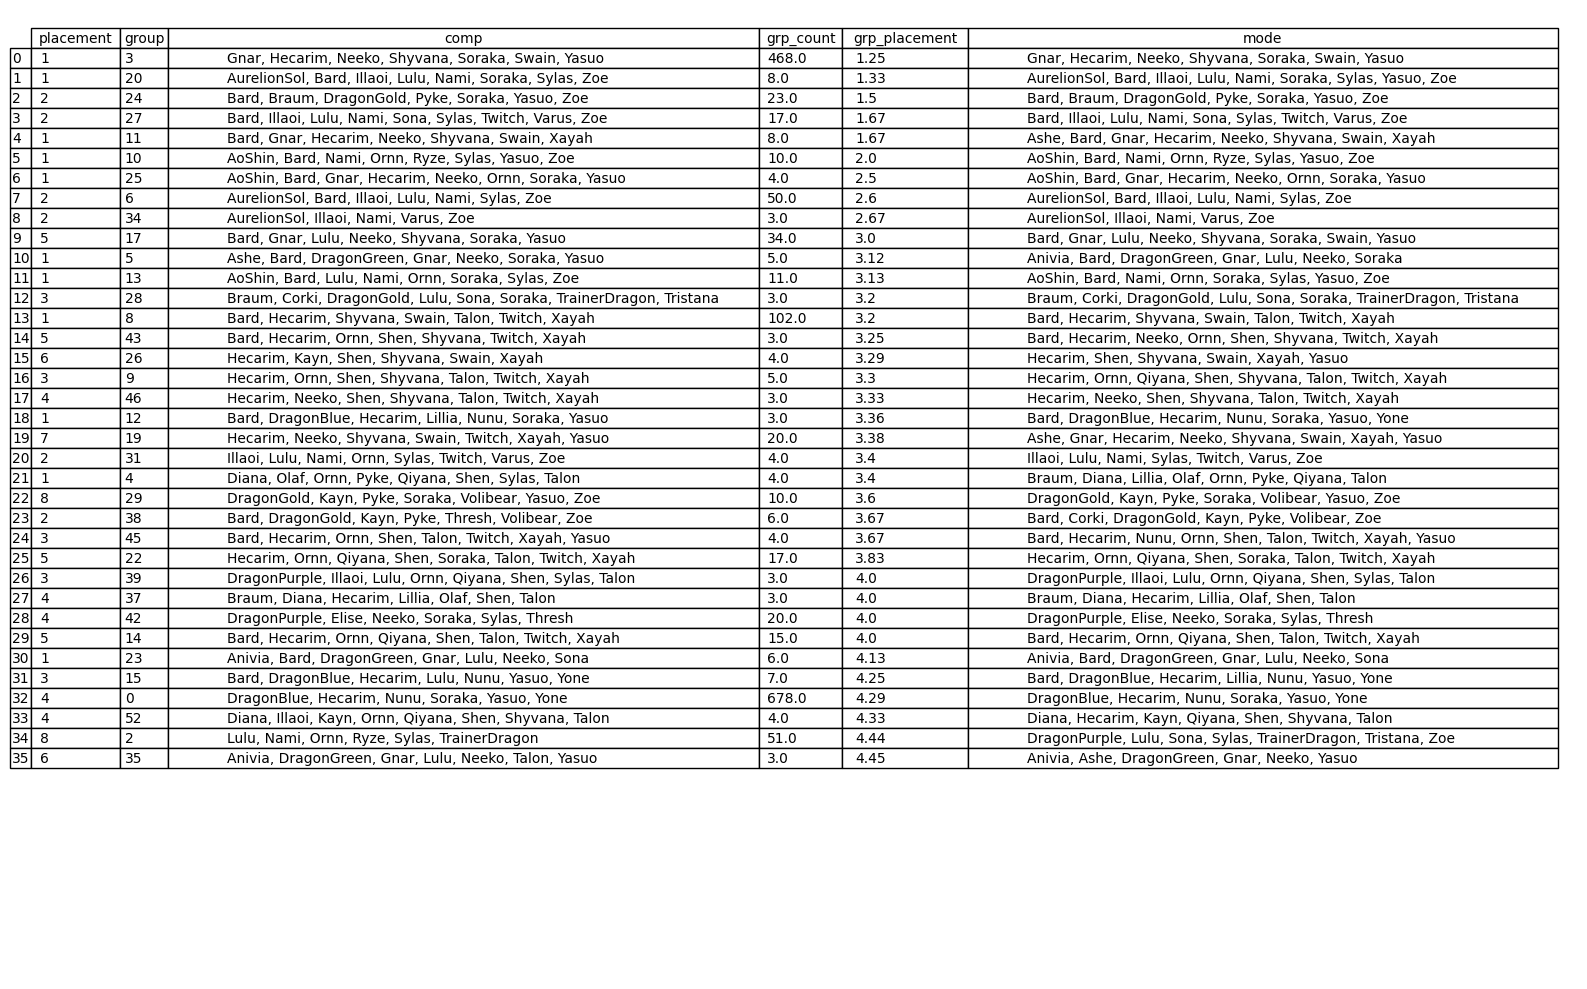 placement group comp grp_count grp_placement mode
0 1 3 Gnar, Hecarim, Neeko, Shyvana, Soraka, Swain, Yasuo 468.0 1.25 Gnar, Hecarim, Neeko, Shyvana, Soraka, Swain, Yasuo
1 1 20 AurelionSol, Bard, Illaoi, Lulu, Nami, Soraka, Sylas, Zoe 8.0 1.33 AurelionSol, Bard, Illaoi, Lulu, Nami, Soraka, Sylas, Yasuo, Zoe
2 2 24 Bard, Braum, DragonGold, Pyke, Soraka, Yasuo, Zoe 23.0 1.5 Bard, Braum, DragonGold, Pyke, Soraka, Yasuo, Zoe
3 2 27 Bard, Illaoi, Lulu, Nami, Sona, Sylas, Twitch, Varus, Zoe 17.0 1.67 Bard, Illaoi, Lulu, Nami, Sona, Sylas, Twitch, Varus, Zoe
4 1 11 Bard, Gnar, Hecarim, Neeko, Shyvana, Swain, Xayah 8.0 1.67 Ashe, Bard, Gnar, Hecarim, Neeko, Shyvana, Swain, Xayah
5 1 10 AoShin, Bard, Nami, Ornn, Ryze, Sylas, Yasuo, Zoe 10.0 2.0 AoShin, Bard, Nami, Ornn, Ryze, Sylas, Yasuo, Zoe
6 1 25 AoShin, Bard, Gnar, Hecarim, Neeko, Ornn, Soraka, Yasuo 4.0 2.5 AoShin, Bard, Gnar, Hecarim, Neeko, Ornn, Soraka, Yasuo
7 2 6 AurelionSol, Bard, Illaoi, Lulu, Nami, Sylas, Zoe 50.0 2.6 AurelionSol, Bard, Illaoi, Lulu, Nami, Sylas, Zoe
8 2 34 AurelionSol, Illaoi, Nami, Varus, Zoe 3.0 2.67 AurelionSol, Illaoi, Nami, Varus, Zoe
9 5 17 Bard, Gnar, Lulu, Neeko, Shyvana, Soraka, Yasuo 34.0 3.0 Bard, Gnar, Lulu, Neeko, Shyvana, Soraka, Swain, Yasuo
10 1 5 Ashe, Bard, DragonGreen, Gnar, Neeko, Soraka, Yasuo 5.0 3.12 Anivia, Bard, DragonGreen, Gnar, Lulu, Neeko, Soraka
11 1 13 AoShin, Bard, Lulu, Nami, Ornn, Soraka, Sylas, Zoe 11.0 3.13 AoShin, Bard, Nami, Ornn, Soraka, Sylas, Yasuo, Zoe
12 3 28 Braum, Corki, DragonGold, Lulu, Sona, Soraka, TrainerDragon, Tristana 3.0 3.2 Braum, Corki, DragonGold, Lulu, Sona, Soraka, TrainerDragon, Tristana
13 1 8 Bard, Hecarim, Shyvana, Swain, Talon, Twitch, Xayah 102.0 3.2 Bard, Hecarim, Shyvana, Swain, Talon, Twitch, Xayah
14 5 43 Bard, Hecarim, Ornn, Shen, Shyvana, Twitch, Xayah 3.0 3.25 Bard, Hecarim, Neeko, Ornn, Shen, Shyvana, Twitch, Xayah
15 6 26 Hecarim, Kayn, Shen, Shyvana, Swain, Xayah 4.0 3.29 Hecarim, Shen, Shyvana, Swain, Xayah, Yasuo
16 3 9 Hecarim, Ornn, Shen, Shyvana, Talon, Twitch, Xayah 5.0 3.3 Hecarim, Ornn, Qiyana, Shen, Shyvana, Talon, Twitch, Xayah
17 4 46 Hecarim, Neeko, Shen, Shyvana, Talon, Twitch, Xayah 3.0 3.33 Hecarim, Neeko, Shen, Shyvana, Talon, Twitch, Xayah
18 1 12 Bard, DragonBlue, Hecarim, Lillia, Nunu, Soraka, Yasuo 3.0 3.36 Bard, DragonBlue, Hecarim, Nunu, Soraka, Yasuo, Yone
19 7 19 Hecarim, Neeko, Shyvana, Swain, Twitch, Xayah, Yasuo 20.0 3.38 Ashe, Gnar, Hecarim, Neeko, Shyvana, Swain, Xayah, Yasuo
20 2 31 Illaoi, Lulu, Nami, Ornn, Sylas, Twitch, Varus, Zoe 4.0 3.4 Illaoi, Lulu, Nami, Sylas, Twitch, Varus, Zoe
21 1 4 Diana, Olaf, Ornn, Pyke, Qiyana, Shen, Sylas, Talon 4.0 3.4 Braum, Diana, Lillia, Olaf, Ornn, Pyke, Qiyana, Talon
22 8 29 DragonGold, Kayn, Pyke, Soraka, Volibear, Yasuo, Zoe 10.0 3.6 DragonGold, Kayn, Pyke, Soraka, Volibear, Yasuo, Zoe
23 2 38 Bard, DragonGold, Kayn, Pyke, Thresh, Volibear, Zoe 6.0 3.67 Bard, Corki, DragonGold, Kayn, Pyke, Volibear, Zoe
24 3 45 Bard, Hecarim, Ornn, Shen, Talon, Twitch, Xayah, Yasuo 4.0 3.67 Bard, Hecarim, Nunu, Ornn, Shen, Talon, Twitch, Xayah, Yasuo
25 5 22 Hecarim, Ornn, Qiyana, Shen, Soraka, Talon, Twitch, Xayah 17.0 3.83 Hecarim, Ornn, Qiyana, Shen, Soraka, Talon, Twitch, Xayah
26 3 39 DragonPurple, Illaoi, Lulu, Ornn, Qiyana, Shen, Sylas, Talon 3.0 4.0 DragonPurple, Illaoi, Lulu, Ornn, Qiyana, Shen, Sylas, Talon
27 4 37 Braum, Diana, Hecarim, Lillia, Olaf, Shen, Talon 3.0 4.0 Braum, Diana, Hecarim, Lillia, Olaf, Shen, Talon
28 4 42 DragonPurple, Elise, Neeko, Soraka, Sylas, Thresh 20.0 4.0 DragonPurple, Elise, Neeko, Soraka, Sylas, Thresh
29 5 14 Bard, Hecarim, Ornn, Qiyana, Shen, Talon, Twitch, Xayah 15.0 4.0 Bard, Hecarim, Ornn, Qiyana, Shen, Talon, Twitch, Xayah
30 1 23 Anivia, Bard, DragonGreen, Gnar, Lulu, Neeko, Sona 6.0 4.13 Anivia, Bard, DragonGreen, Gnar, Lulu, Neeko, Sona
31 3 15 Bard, DragonBlue, Hecarim, Lulu, Nunu, Yasuo, Yone 7.0 4.25 Bard, DragonBlue, Hecarim, Lillia, Nunu, Yasuo, Yone
32 4 0 DragonBlue, Hecarim, Nunu, Soraka, Yasuo, Yone 678.0 4.29 DragonBlue, Hecarim, Nunu, Soraka, Yasuo, Yone
33 4 52 Diana, Illaoi, Kayn, Ornn, Qiyana, Shen, Shyvana, Talon 4.0 4.33 Diana, Hecarim, Kayn, Qiyana, Shen, Shyvana, Talon
34 8 2 Lulu, Nami, Ornn, Ryze, Sylas, TrainerDragon 51.0 4.44 DragonPurple, Lulu, Sona, Sylas, TrainerDragon, Tristana, Zoe
35 6 35 Anivia, DragonGreen, Gnar, Lulu, Neeko, Talon, Yasuo 3.0 4.45 Anivia, Ashe, DragonGreen, Gnar, Neeko, Yasuo